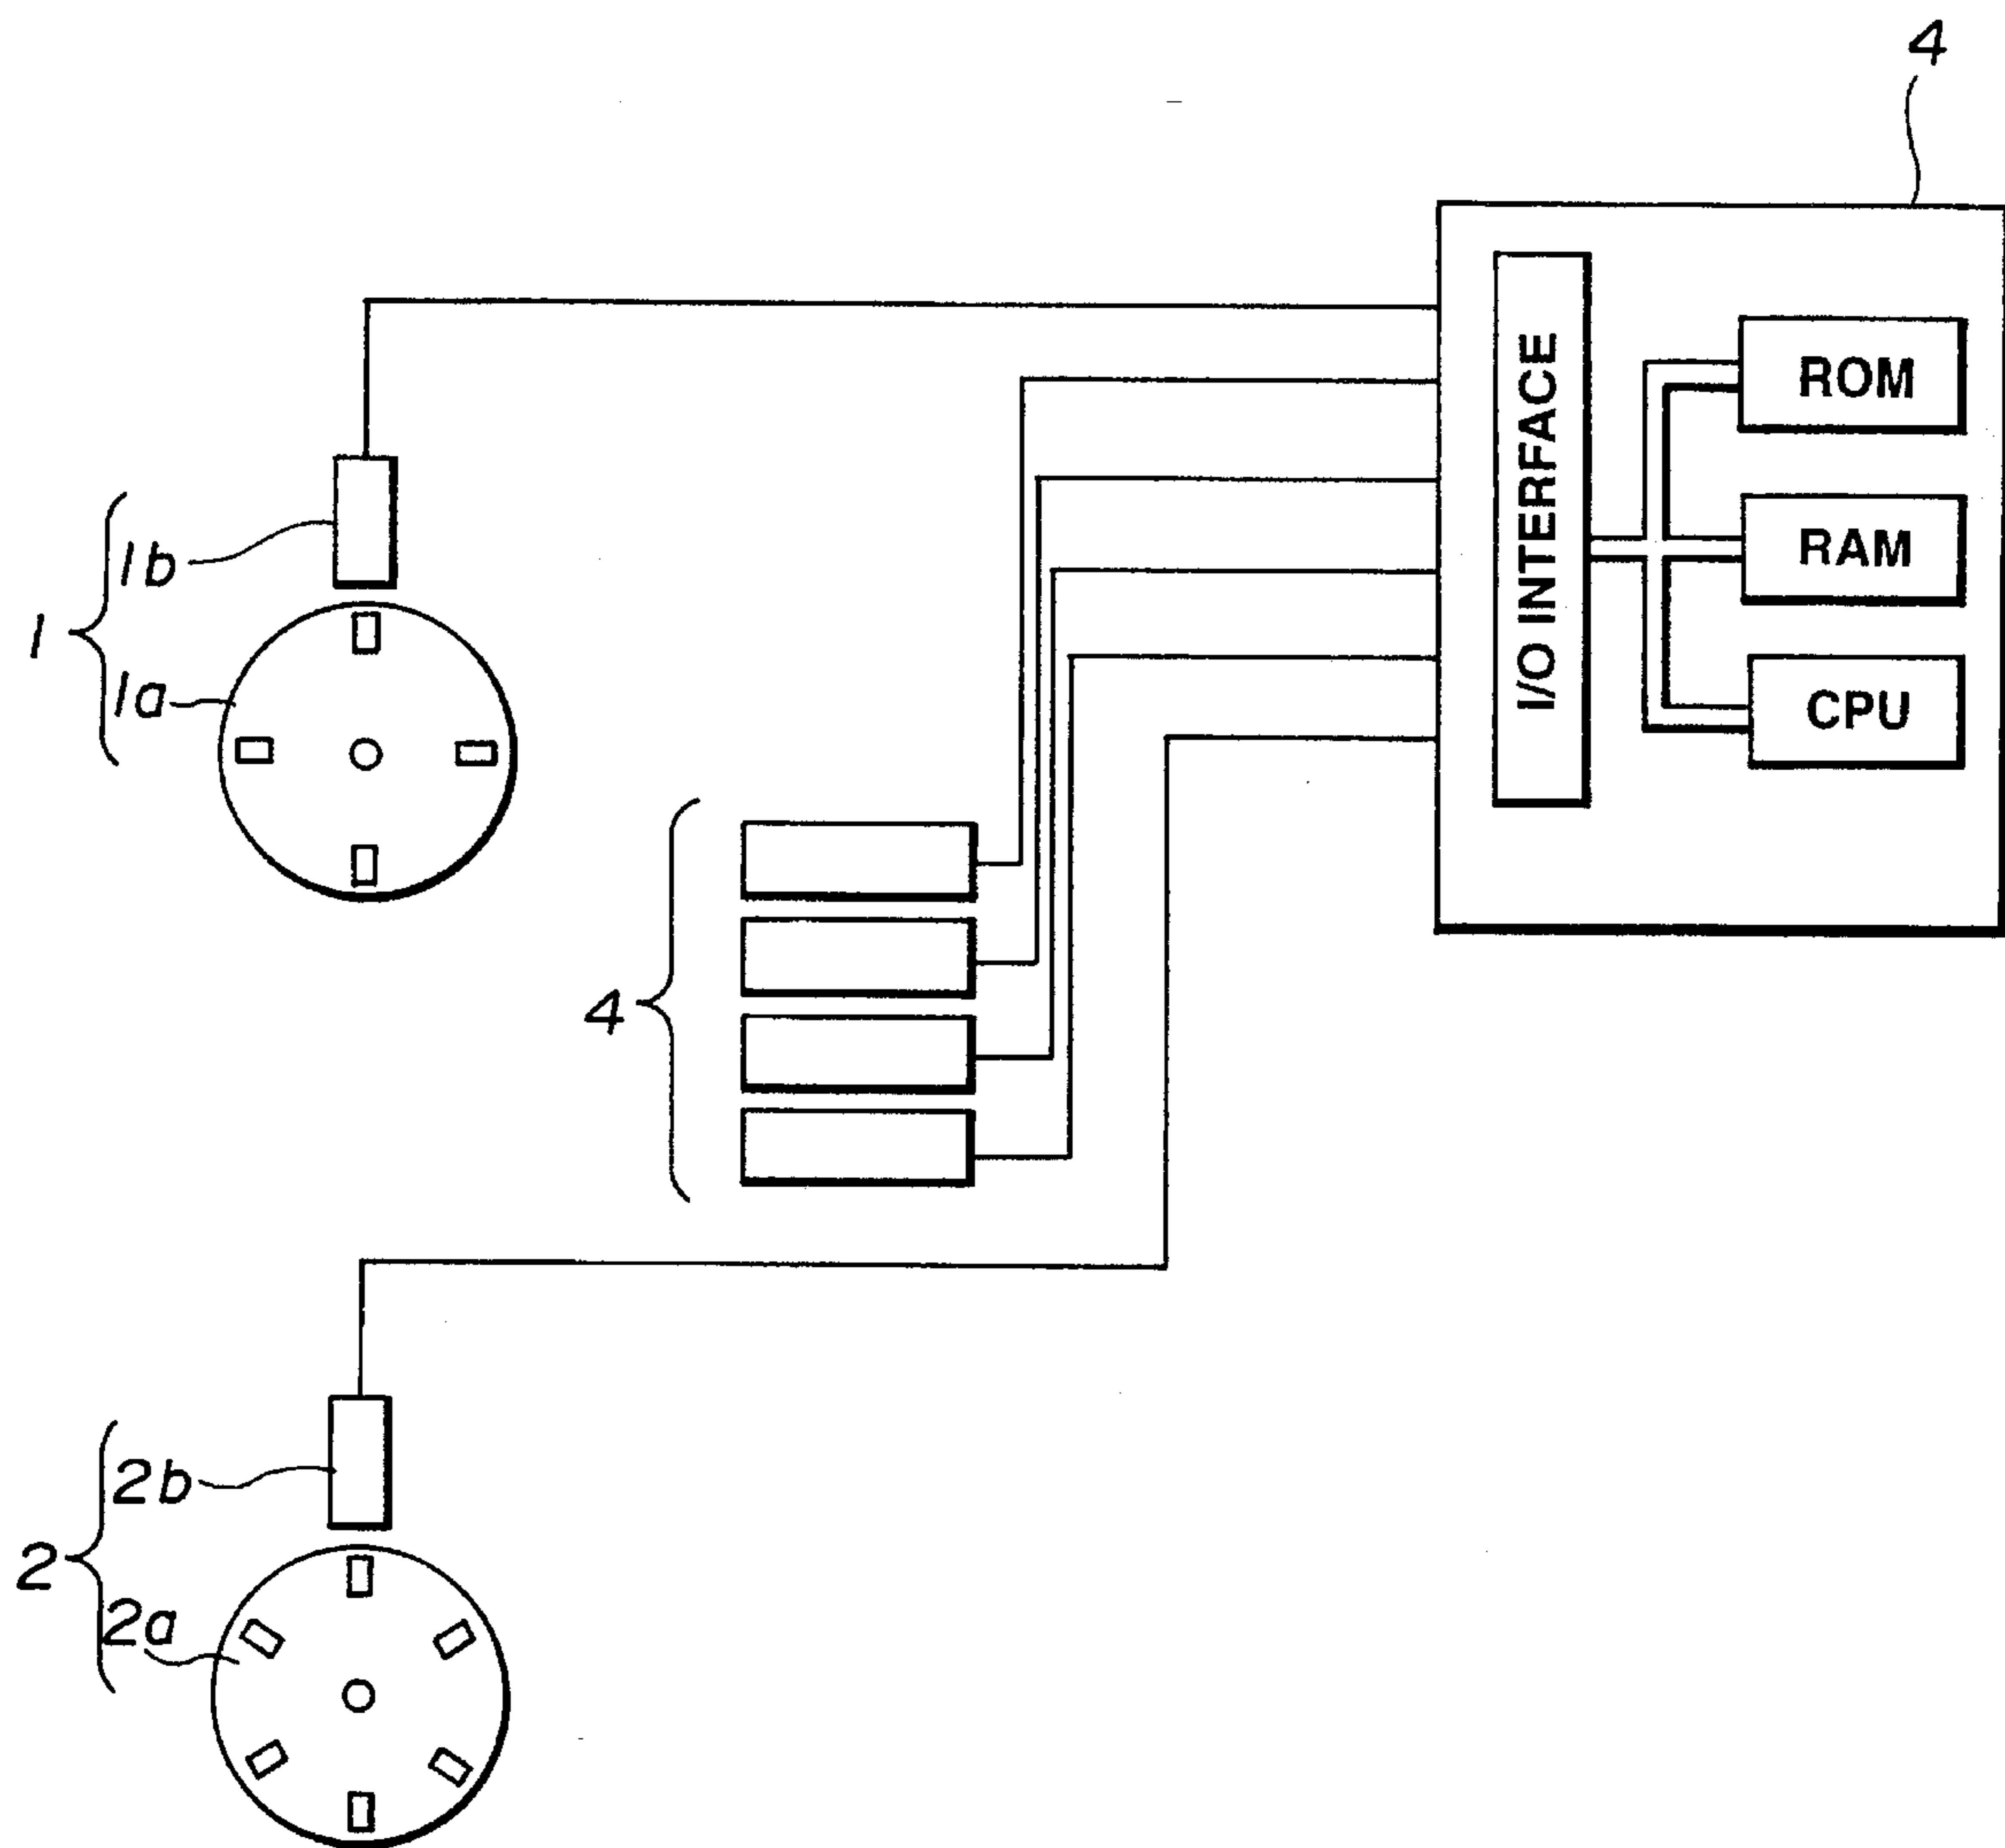 4
I/O INTERFACE
ROM
RAM
CPU
1
1b
1a
4
2
2b
2a